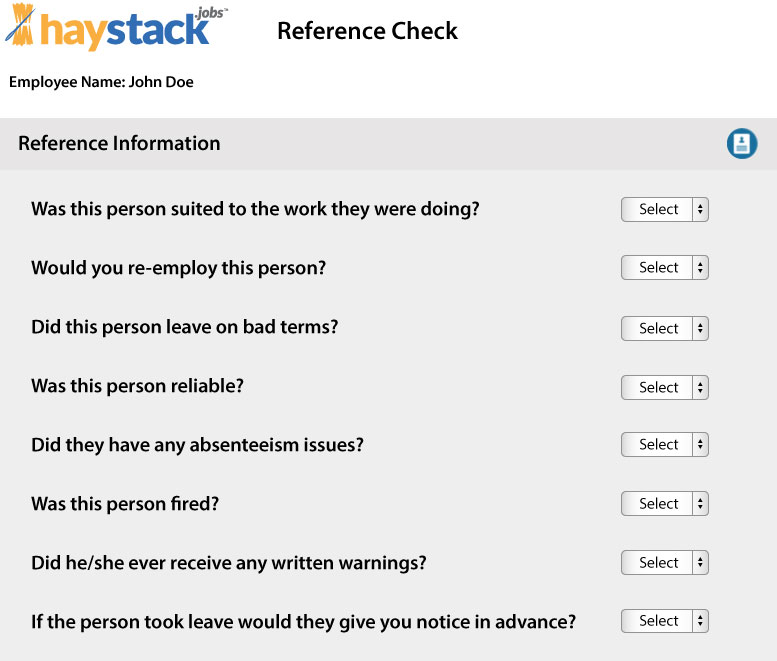 haystack.jobs™
Reference Check
Employee Name: John Doe
Reference Information
Was this person suited to the work they were doing? Select
Would you re-employ this person? Select
Did this person leave on bad terms? Select
Was this person reliable? Select
Did they have any absenteeism issues? Select
Was this person fired? Select
Did he/she ever receive any written warnings? Select
If the person took leave would they give you notice in advance? Select